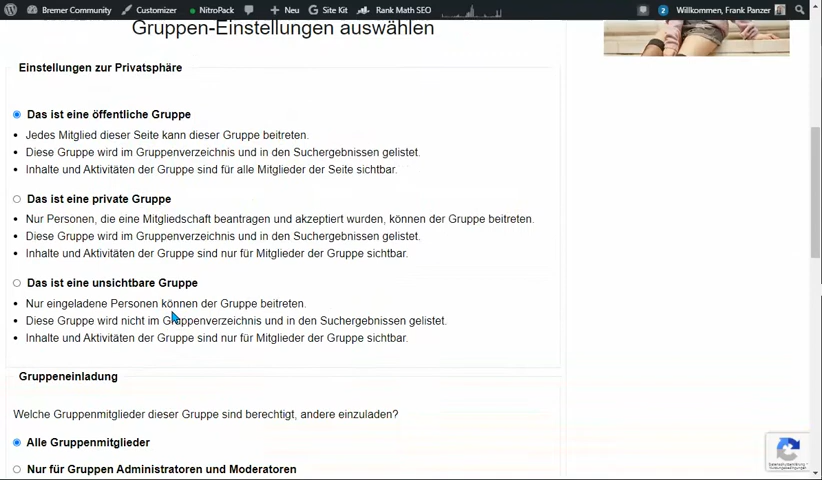 Bremer Community Customizer NitroPack Neu Site Kit Rank Math SEO 2 Willkommen, Frank Panzer
Gruppen-Einstellungen auswählen
Einstellungen zur Privatsphäre
Das ist eine öffentliche Gruppe
Jedes Mitglied dieser Seite kann dieser Gruppe beitreten.
Diese Gruppe wird im Gruppenverzeichnis und in den Suchergebnissen gelistet.
Inhalte und Aktivitäten der Gruppe sind für alle Mitglieder der Seite sichtbar.
Das ist eine private Gruppe
Nur Personen, die eine Mitgliedschaft beantragen und akzeptiert wurden, können der Gruppe beitreten.
Diese Gruppe wird im Gruppenverzeichnis und in den Suchergebnissen gelistet.
Inhalte und Aktivitäten der Gruppe sind nur für Mitglieder der Gruppe sichtbar.
Das ist eine unsichtbare Gruppe
Nur eingeladene Personen können der Gruppe beitreten.
Diese Gruppe wird nicht im Gruppenverzeichnis und in den Suchergebnissen gelistet.
Inhalte und Aktivitäten der Gruppe sind nur für Mitglieder der Gruppe sichtbar.
Gruppeneinladung
Welche Gruppenmitglieder dieser Gruppe sind berechtigt, andere einzuladen?
Alle Gruppenmitglieder
Nur für Gruppen Administratoren und Moderatoren